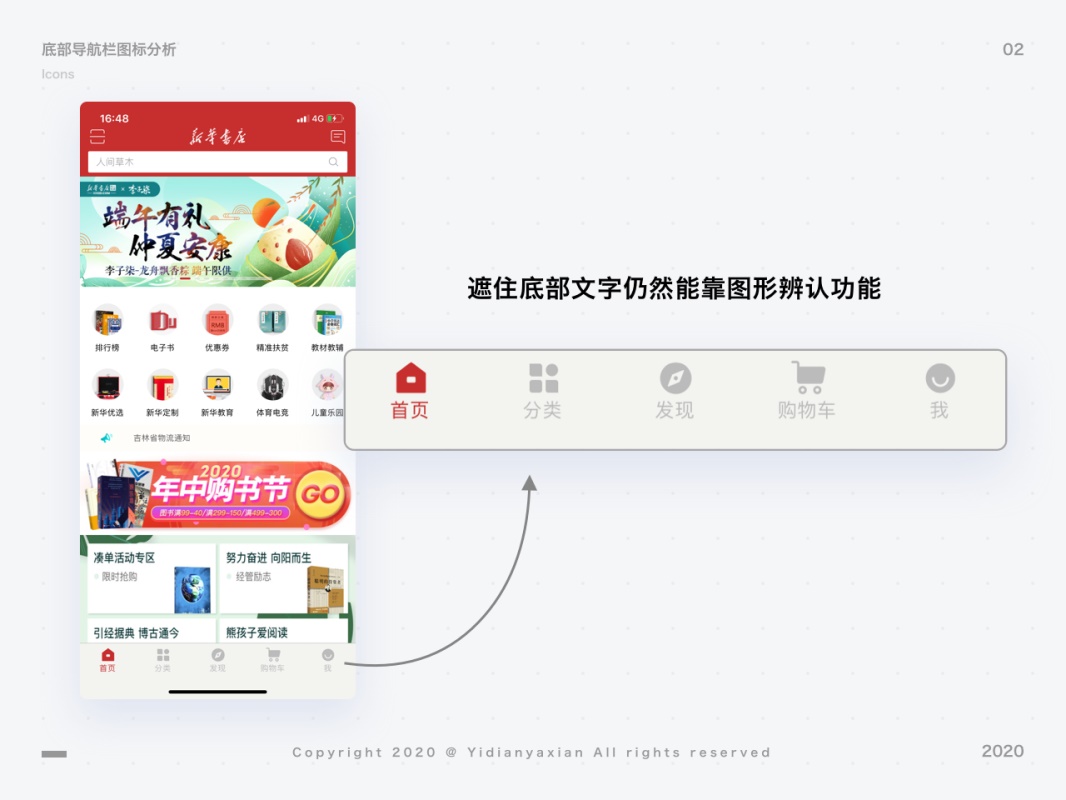 底部导航栏图标分析
02
Icons
16:48
4G
新华书店
人间草木
新华书店 × 李子柒
端午有礼
仲夏安康
李子柒-龙舟飘香粽 端午限供
排行榜 电子书 优惠券 精准扶贫 教材教辅
新华优选 新华定制 新华教育 体育电竞 儿童乐园
吉林省物流通知
2020
年中购书节
GO
图书满99-40/满299-150/满499-300
凑单活动专区
限时抢购
努力奋进 向阳而生
经管励志
引经据典 博古通今
熊孩子爱阅读
首页 分类 发现 购物车 我
遮住底部文字仍然能靠图形辨认功能
首页 分类 发现 购物车 我
Copyright 2020 @ Yidianyaxian All rights reserved
2020